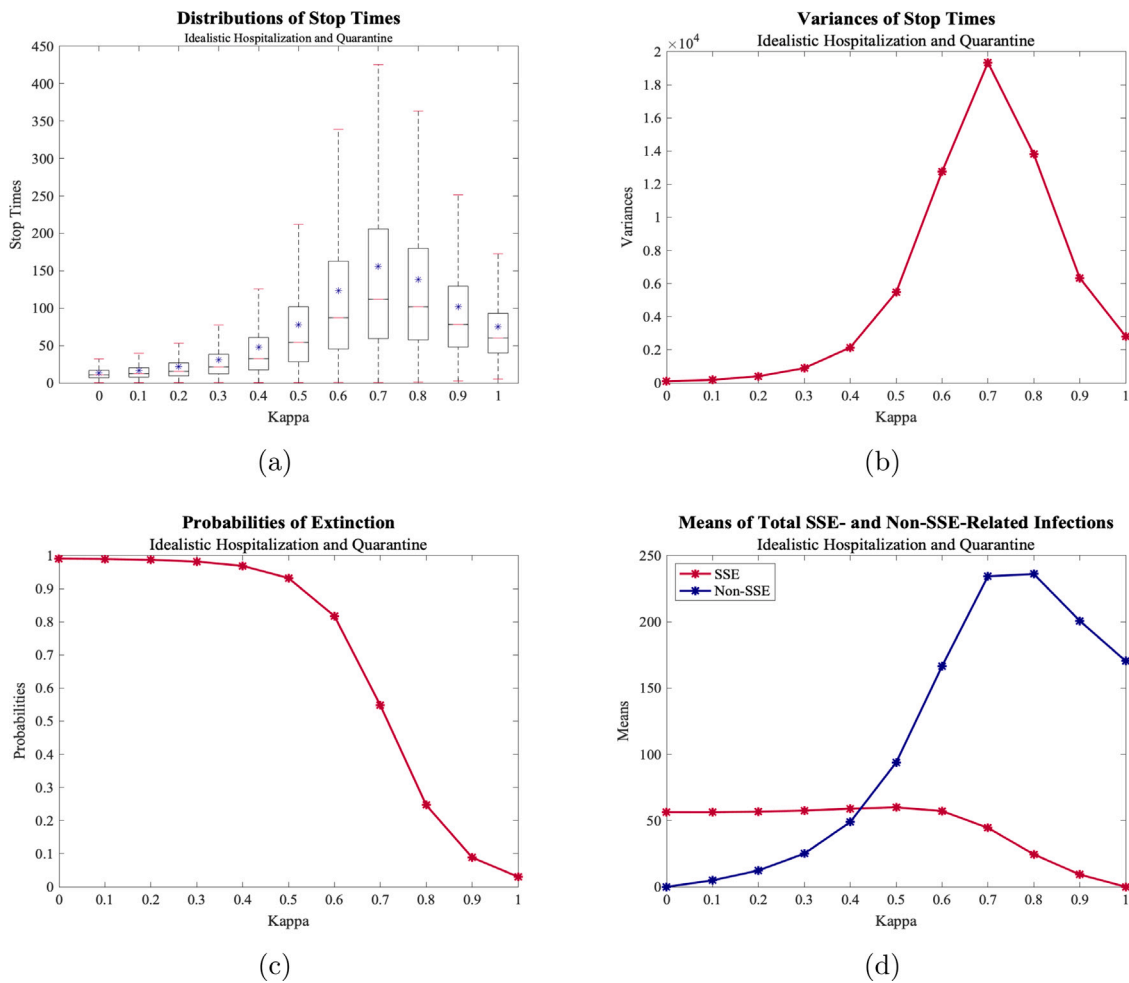 Distributions of Stop Times
Idealistic Hospitalization and Quarantine
450
400
350
300
250
200
150
100
50
0
Stop Times
0 0.1 0.2 0.3 0.4 0.5 0.6 0.7 0.8 0.9 1
Kappa
(a)
Variances of Stop Times
Idealistic Hospitalization and Quarantine
×10⁴
2
1.8
1.6
1.4
1.2
1
0.8
0.6
0.4
0.2
0
Variances
0 0.1 0.2 0.3 0.4 0.5 0.6 0.7 0.8 0.9 1
Kappa
(b)
Probabilities of Extinction
Idealistic Hospitalization and Quarantine
1
0.9
0.8
0.7
0.6
0.5
0.4
0.3
0.2
0.1
0
Probabilities
0 0.1 0.2 0.3 0.4 0.5 0.6 0.7 0.8 0.9 1
Kappa
(c)
Means of Total SSE- and Non-SSE-Related Infections
Idealistic Hospitalization and Quarantine
250
200
150
100
50
0
Means
SSE
Non-SSE
0 0.1 0.2 0.3 0.4 0.5 0.6 0.7 0.8 0.9 1
Kappa
(d)